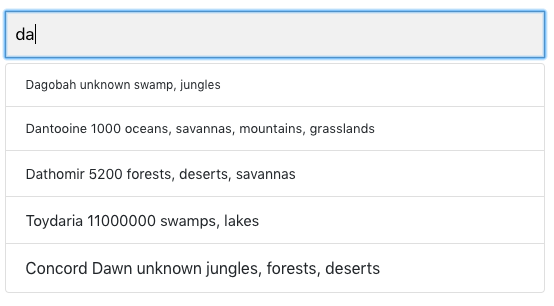 da
Dagobah unknown swamp, jungles
Dantooine 1000 oceans, savannas, mountains, grasslands
Dathomir 5200 forests, deserts, savannas
Toydaria 11000000 swamps, lakes
Concord Dawn unknown jungles, forests, deserts